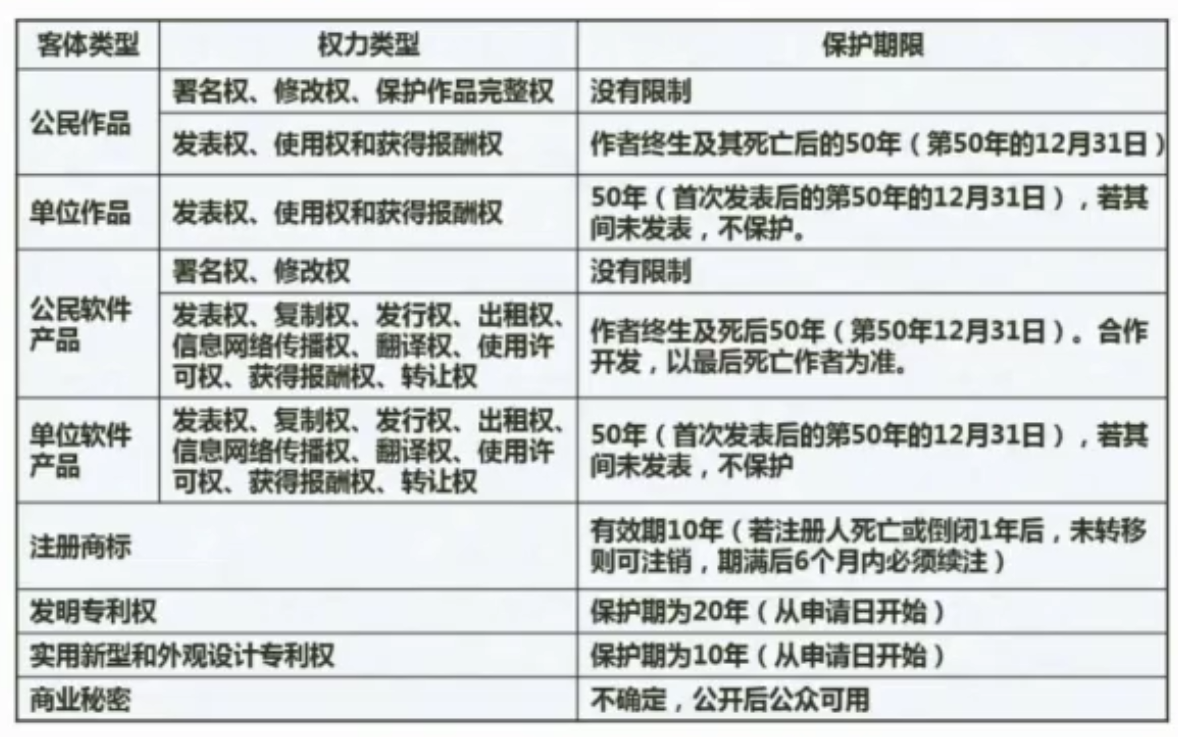 客体类型 权力类型 保护期限
公民作品
署名权、修改权、保护作品完整权 没有限制
发表权、使用权和获得报酬权 作者终生及其死亡后的50年（第50年的12月31日）
单位作品 发表权、使用权和获得报酬权
50年（首次发表后的第50年的12月31日），若其
间未发表，不保护。
公民软件
产品
署名权、修改权 没有限制
发表权、复制权、发行权、出租权、
信息网络传播权、翻译权、使用许
可权、获得报酬权、转让权
作者终生及死后50年（第50年12月31日）。合作
开发，以最后死亡作者为准。
单位软件
产品
发表权、复制权、发行权、出租权、
信息网络传播权、翻译权、使用许
可权、获得报酬权、转让权
50年（首次发表后的第50年的12月31日），若其
间未发表，不保护
注册商标
有效期10年（若注册人死亡或倒闭1年后，未转移
则可注销，期满后6个月内必须续注）
发明专利权 保护期为20年（从申请日开始）
实用新型和外观设计专利权 保护期为10年（从申请日开始）
商业秘密 不确定，公开后公众可用